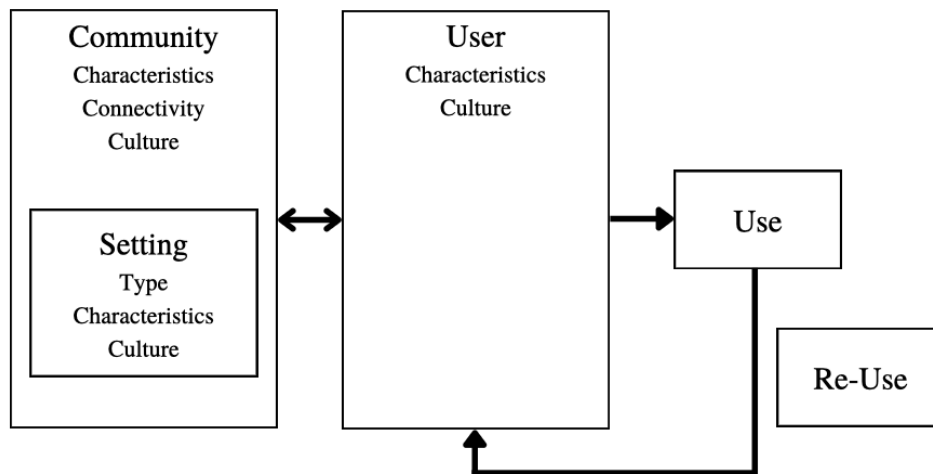 Community
Characteristics
Connectivity
Culture
Setting
Type
Characteristics
Culture
User
Characteristics
Culture
Use
Re-Use